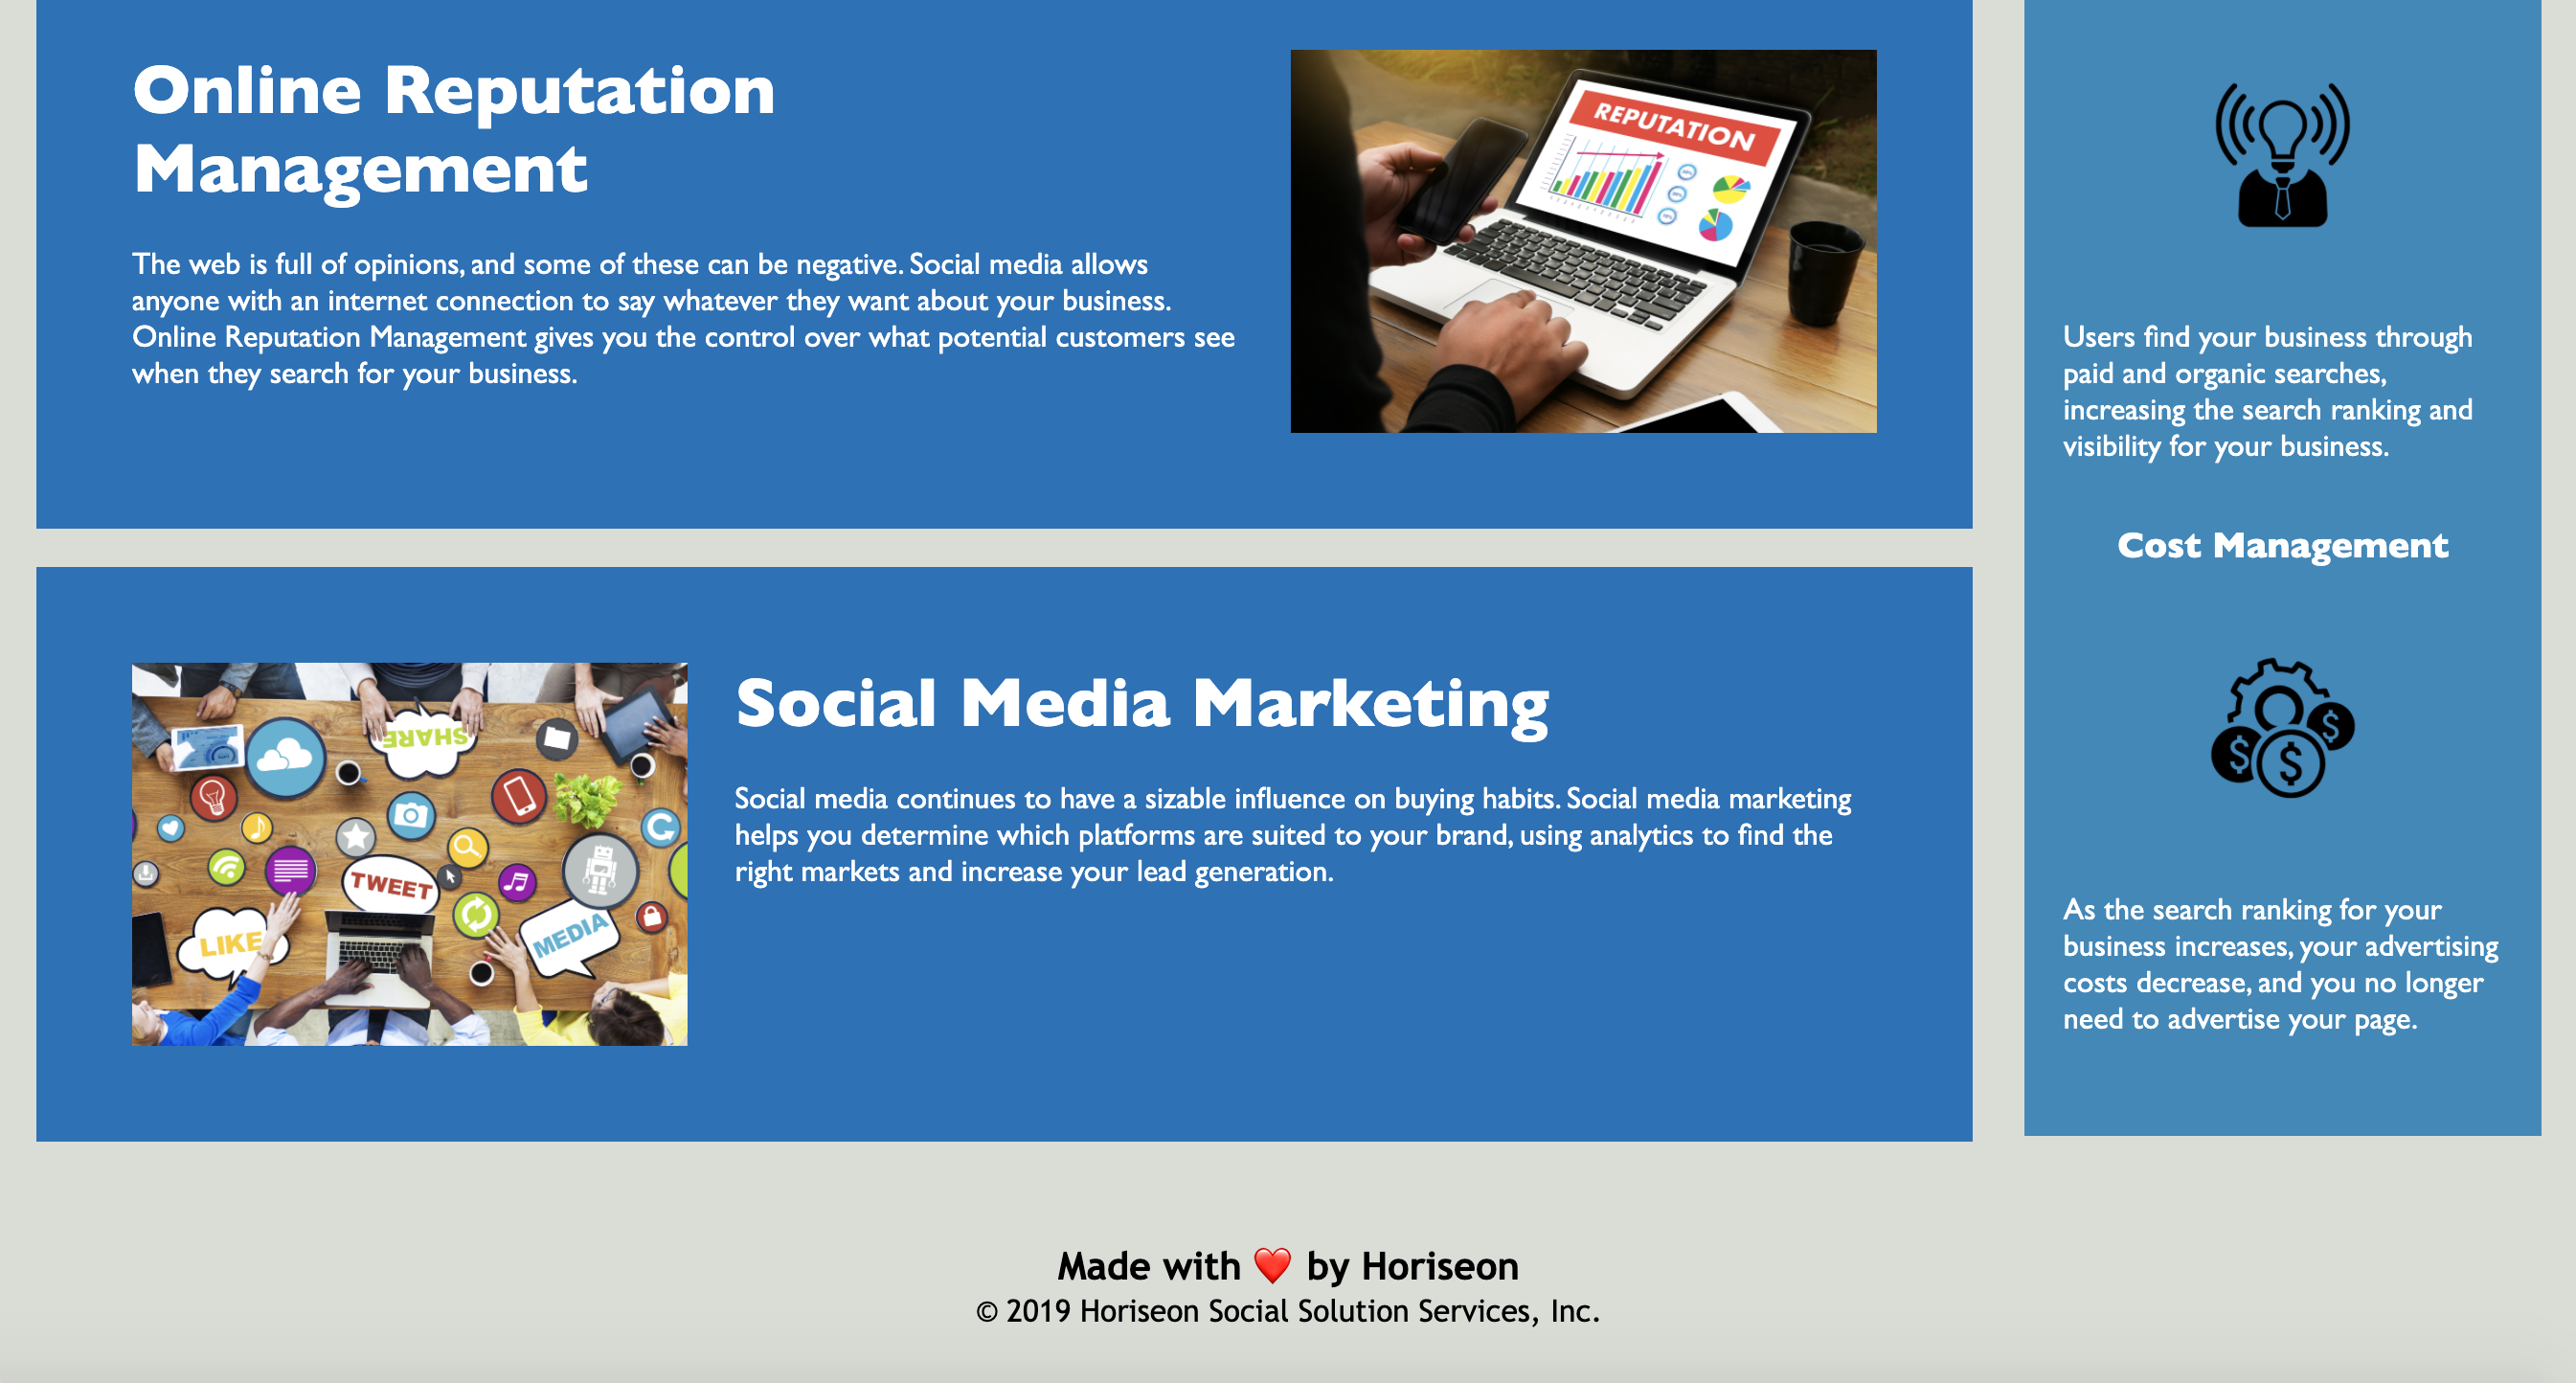 Online Reputation
Management
The web is full of opinions, and some of these can be negative. Social media allows
anyone with an internet connection to say whatever they want about your business.
Online Reputation Management gives you the control over what potential customers see
when they search for your business.
REPUTATION
SHARE
TWEET
LIKE
MEDIA
Social Media Marketing
Social media continues to have a sizable influence on buying habits. Social media marketing
helps you determine which platforms are suited to your brand, using analytics to find the
right markets and increase your lead generation.
Users find your business through
paid and organic searches,
increasing the search ranking and
visibility for your business.
Cost Management
$ $ $
As the search ranking for your
business increases, your advertising
costs decrease, and you no longer
need to advertise your page.
Made with ❤️ by Horiseon
© 2019 Horiseon Social Solution Services, Inc.